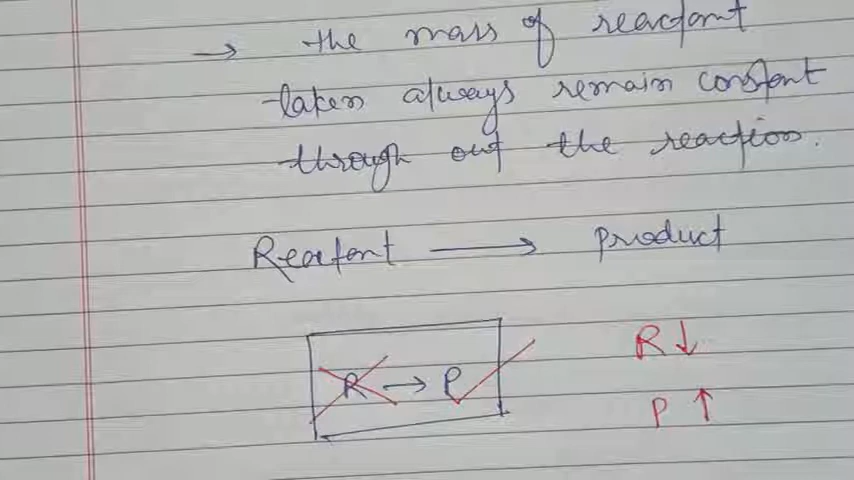 → the mass of reactant
taken always remain constant
through out the reaction.
Reactant → product
R → P
R ↓
P ↑